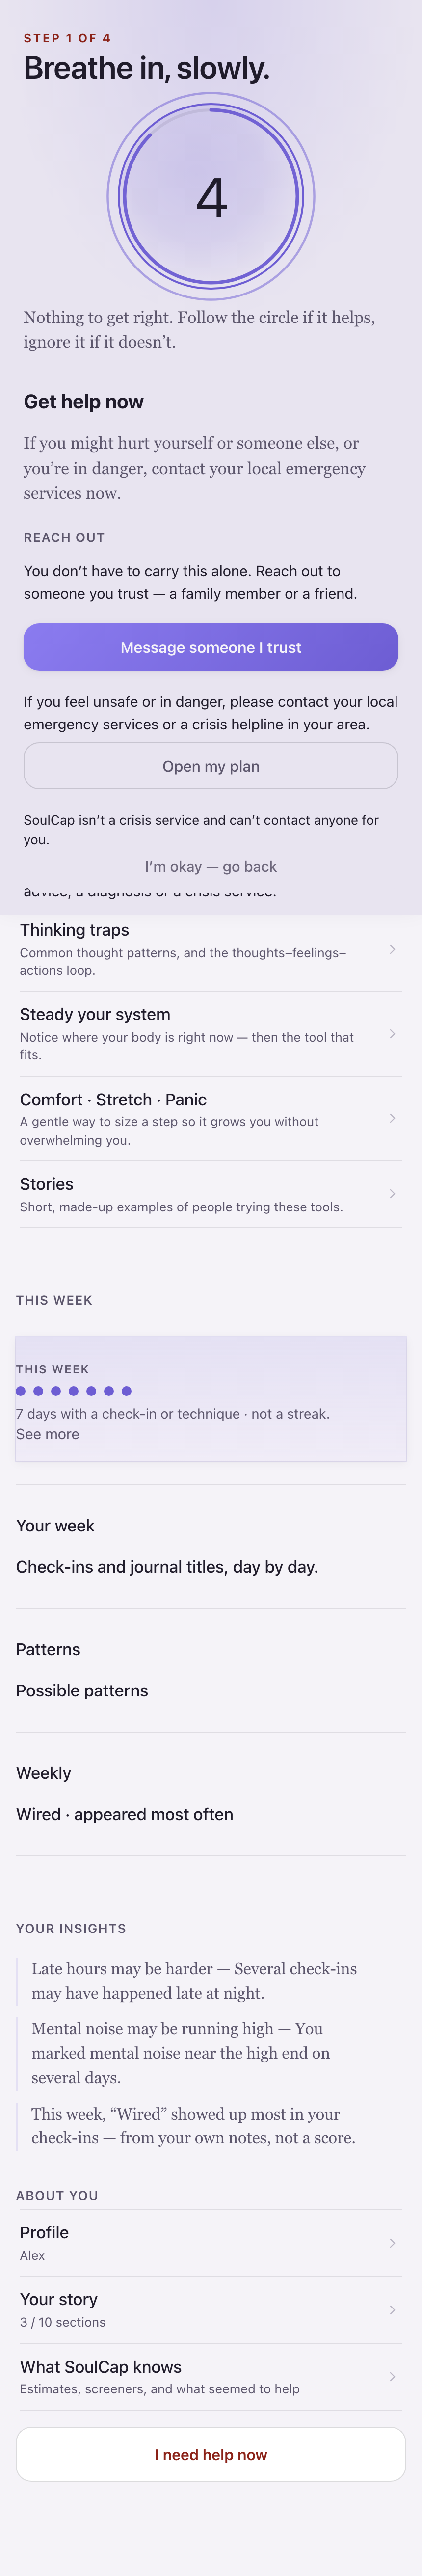 STEP 1 OF 4
Breathe in, slowly.
4
Nothing to get right. Follow the circle if it helps,
ignore it if it doesn’t.
Get help now
If you might hurt yourself or someone else, or
you’re in danger, contact your local emergency
services now.
REACH OUT
You don’t have to carry this alone. Reach out to
someone you trust — a family member or a friend.
Message someone I trust
If you feel unsafe or in danger, please contact your local
emergency services or a crisis helpline in your area.
Open my plan
SoulCap isn’t a crisis service and can’t contact anyone for
you.
I’m okay — go back
advice, a diagnosis or a crisis service.
Thinking traps
Common thought patterns, and the thoughts–feelings–
actions loop.
Steady your system
Notice where your body is right now — then the tool that
fits.
Comfort · Stretch · Panic
A gentle way to size a step so it grows you without
overwhelming you.
Stories
Short, made-up examples of people trying these tools.
THIS WEEK
THIS WEEK
7 days with a check-in or technique · not a streak.
See more
Your week
Check-ins and journal titles, day by day.
Patterns
Possible patterns
Weekly
Wired · appeared most often
YOUR INSIGHTS
Late hours may be harder — Several check-ins
may have happened late at night.
Mental noise may be running high — You
marked mental noise near the high end on
several days.
This week, “Wired” showed up most in your
check-ins — from your own notes, not a score.
ABOUT YOU
Profile
Alex
Your story
3 / 10 sections
What SoulCap knows
Estimates, screeners, and what seemed to help
I need help now